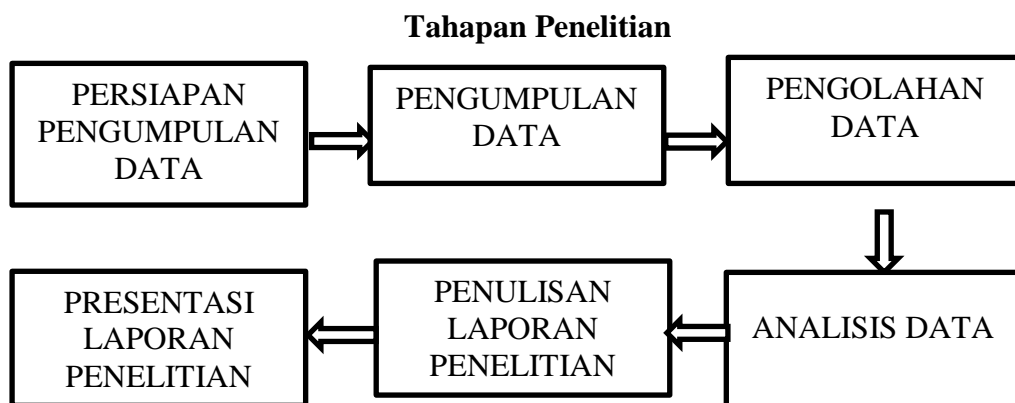 Tahapan Penelitian
PERSIAPAN
PENGUMPULAN
DATA
PENGUMPULAN
DATA
PENGOLAHAN
DATA
ANALISIS DATA
PENULISAN
LAPORAN
PENELITIAN
PRESENTASI
LAPORAN
PENELITIAN